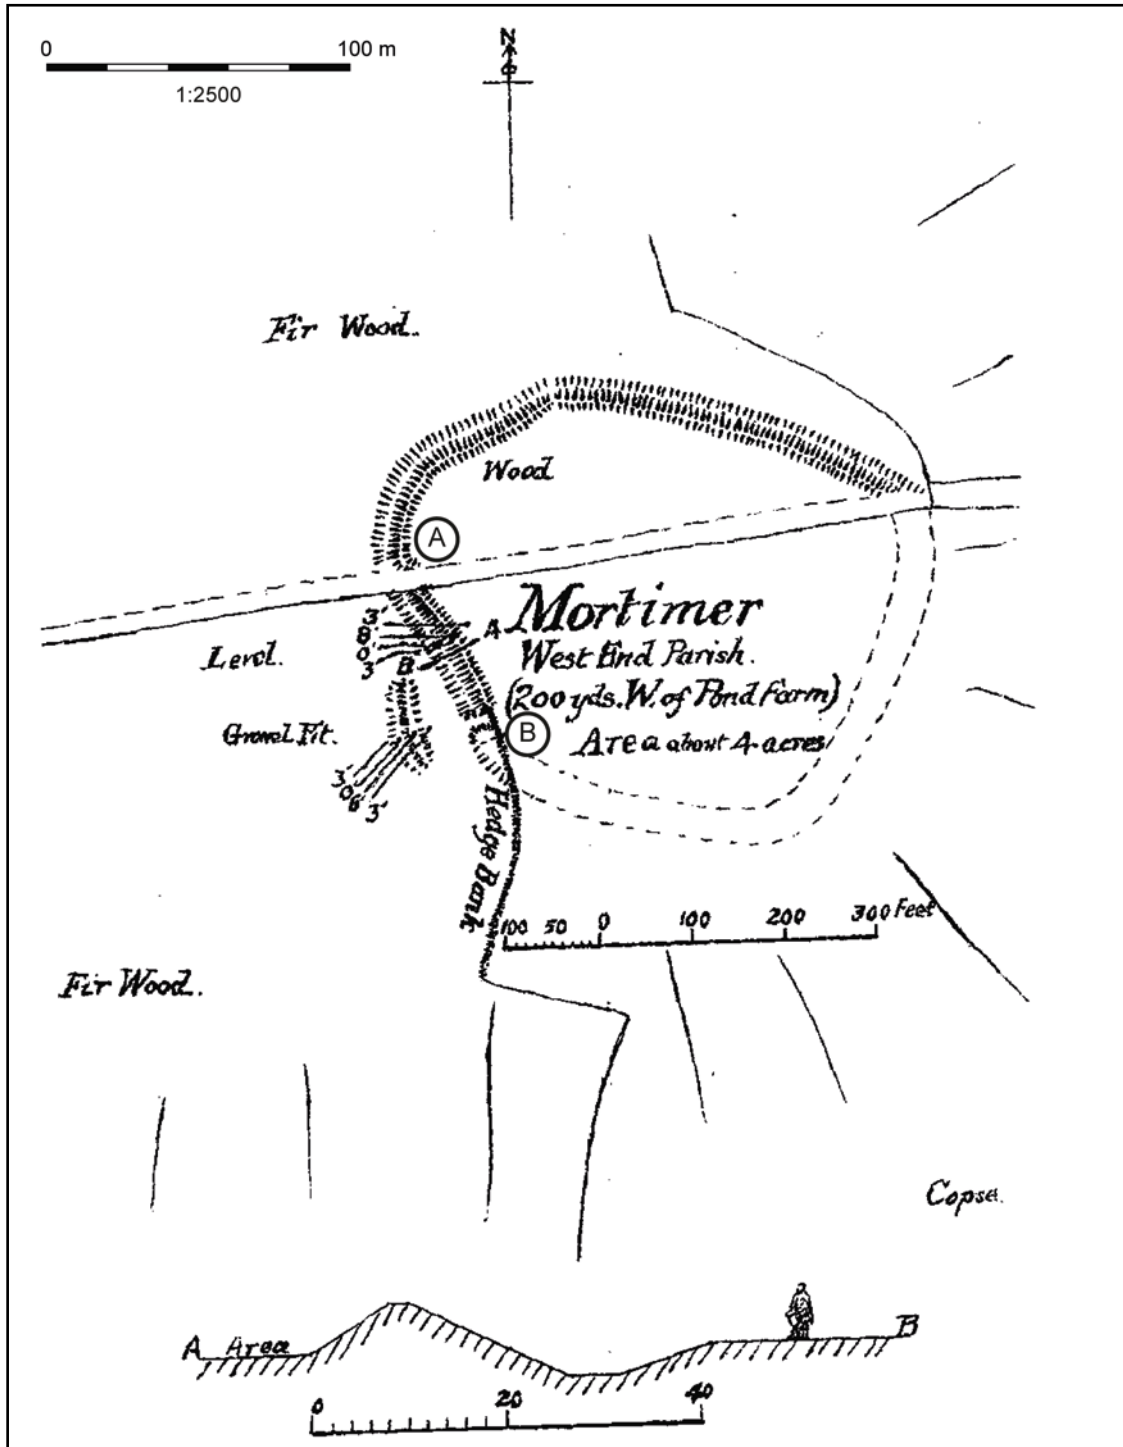 0 100 m
1:2500
N
Fir Wood.
Wood
A
Mortimer
West End Parish.
(200 yds. W. of Pond Farm)
Area about 4 acres
3'
8'
0'
3
A
B
Level.
Gravel Pit.
B
3'
0'
6'
3'
Hedge Bank
100 50 0 100 200 300 Feet
Fir Wood.
Copse.
A Area B
0 20 40